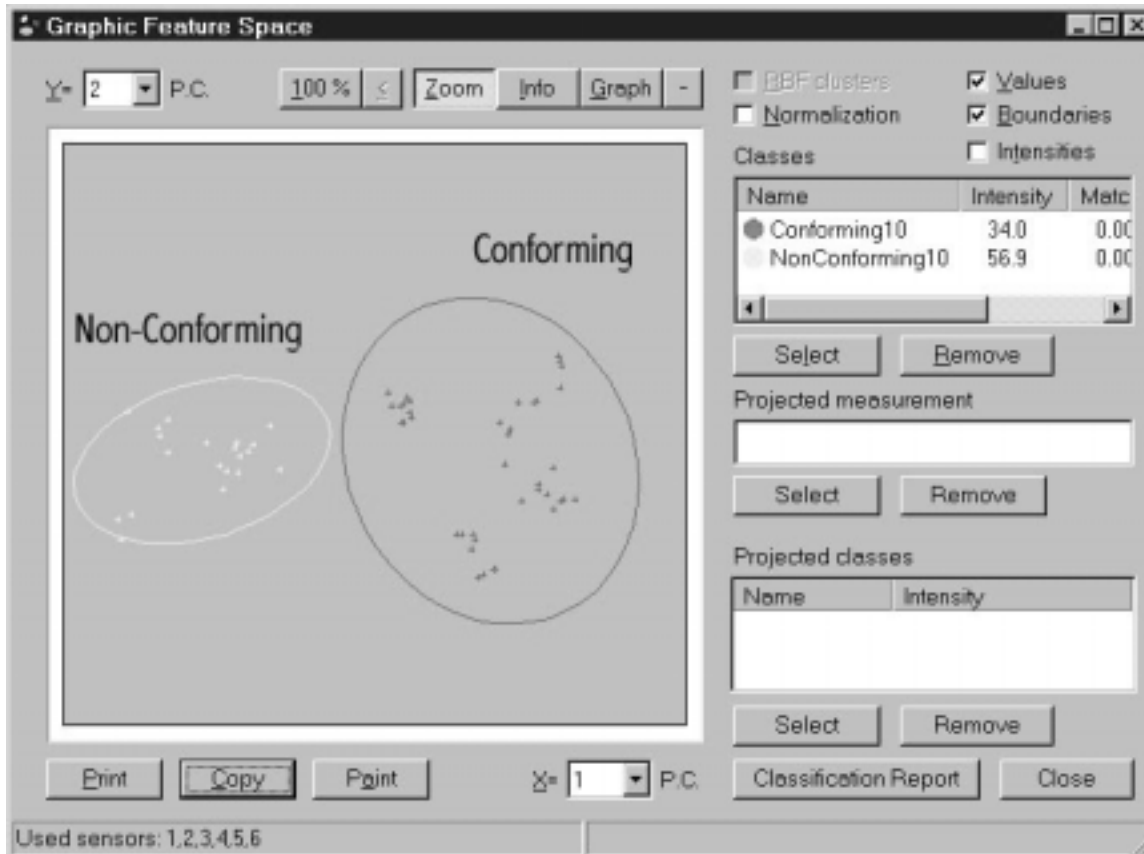 Graphic Feature Space
Y= 2 P.C.
100 % ≤ Zoom Info Graph -
RBF clusters
Values
Normalization
Boundaries
Intensities
Classes
Name Intensity Matc
Conforming10 34.0 0.00
NonConforming10 56.9 0.00
Select Remove
Projected measurement
Select Remove
Projected classes
Name Intensity
Select Remove
Conforming
Non-Conforming
Print Copy Paint X= 1 P.C. Classification Report Close
Used sensors: 1,2,3,4,5,6